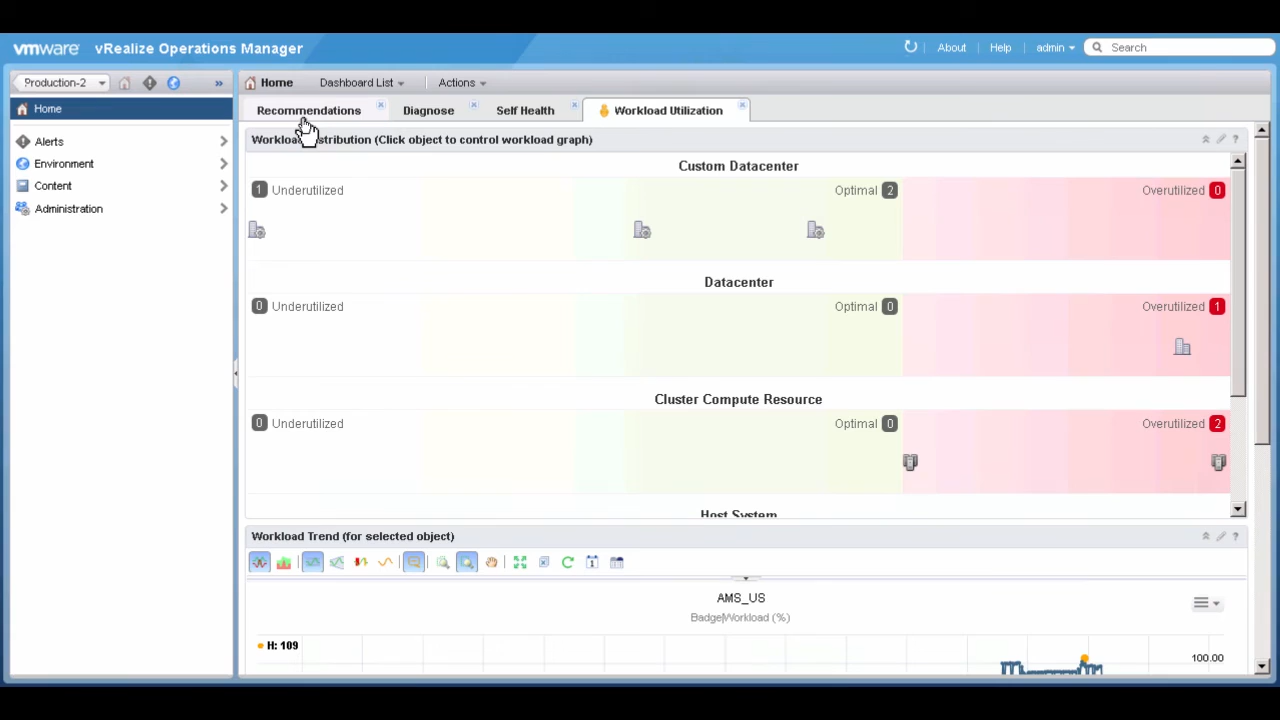 vmware vRealize Operations Manager About Help admin Search
Production-2 » Home Dashboard List Actions
Home
Recommendations Diagnose Self Health Workload Utilization
Alerts
Environment
Content
Administration
Workload Distribution (Click object to control workload graph) ?
Custom Datacenter
1 Underutilized Optimal 2 Overutilized 0
Datacenter
0 Underutilized Optimal 0 Overutilized 1
Cluster Compute Resource
0 Underutilized Optimal 0 Overutilized 2
Host System
Workload Trend (for selected object) ?
AMS_US
Badge|Workload (%)
H: 109
100.00